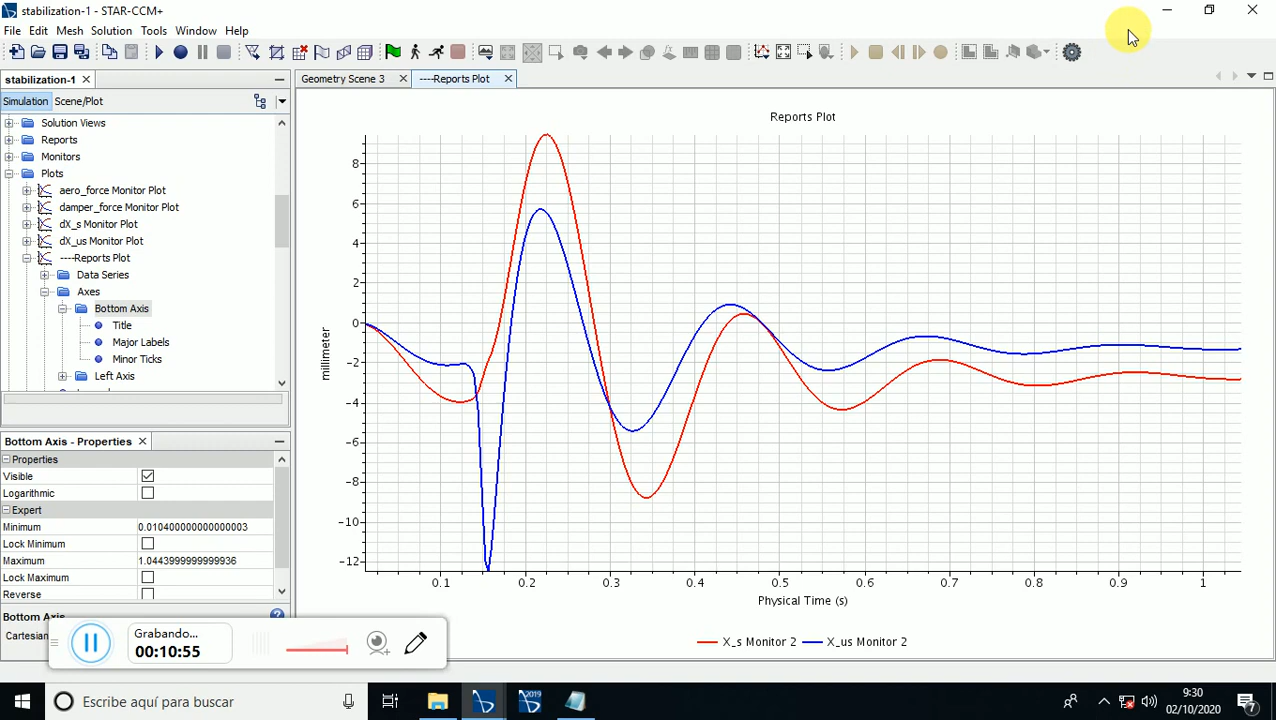 stabilization-1 - STAR-CCM+
File Edit Mesh Solution Tools Window Help
stabilization-1
Geometry Scene 3
----Reports Plot
Simulation Scene/Plot
Solution Views
Reports
Monitors
Plots
aero_force Monitor Plot
damper_force Monitor Plot
dX_s Monitor Plot
dX_us Monitor Plot
----Reports Plot
Data Series
Axes
Bottom Axis
Title
Major Labels
Minor Ticks
Left Axis
Bottom Axis - Properties
Properties
Visible
Logarithmic
Expert
Minimum 0.010400000000000003
Lock Minimum
Maximum 1.0443999999999936
Lock Maximum
Reverse
Bottom Axis
Cartesian
Grabando...
00:10:55
Reports Plot
8
6
4
2
0
-2
-4
-6
-8
-10
-12
millimeter
0.1 0.2 0.3 0.4 0.5 0.6 0.7 0.8 0.9 1
Physical Time (s)
X_s Monitor 2 X_us Monitor 2
Escribe aquí para buscar
2019
9:30
02/10/2020
7